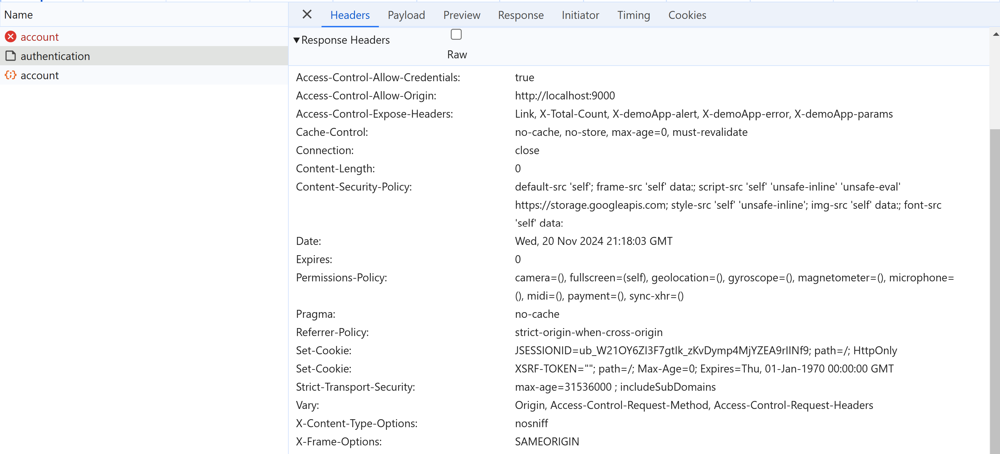 Name
account
authentication
account
Headers Payload Preview Response Initiator Timing Cookies
Response Headers
Raw
Access-Control-Allow-Credentials: true
Access-Control-Allow-Origin: http://localhost:9000
Access-Control-Expose-Headers: Link, X-Total-Count, X-demoApp-alert, X-demoApp-error, X-demoApp-params
Cache-Control: no-cache, no-store, max-age=0, must-revalidate
Connection: close
Content-Length: 0
Content-Security-Policy: default-src 'self'; frame-src 'self' data:; script-src 'self' 'unsafe-inline' 'unsafe-eval'
https://storage.googleapis.com; style-src 'self' 'unsafe-inline'; img-src 'self' data:; font-src
'self' data:
Date: Wed, 20 Nov 2024 21:18:03 GMT
Expires: 0
Permissions-Policy: camera=(), fullscreen=(self), geolocation=(), gyroscope=(), magnetometer=(), microphone=
(), midi=(), payment=(), sync-xhr=()
Pragma: no-cache
Referrer-Policy: strict-origin-when-cross-origin
Set-Cookie: JSESSIONID=ub_W21OY6ZI3F7gtIk_zKvDymp4MjYZEA9rIINf9; path=/; HttpOnly
Set-Cookie: XSRF-TOKEN=""; path=/; Max-Age=0; Expires=Thu, 01-Jan-1970 00:00:00 GMT
Strict-Transport-Security: max-age=31536000 ; includeSubDomains
Vary: Origin, Access-Control-Request-Method, Access-Control-Request-Headers
X-Content-Type-Options: nosniff
X-Frame-Options: SAMEORIGIN